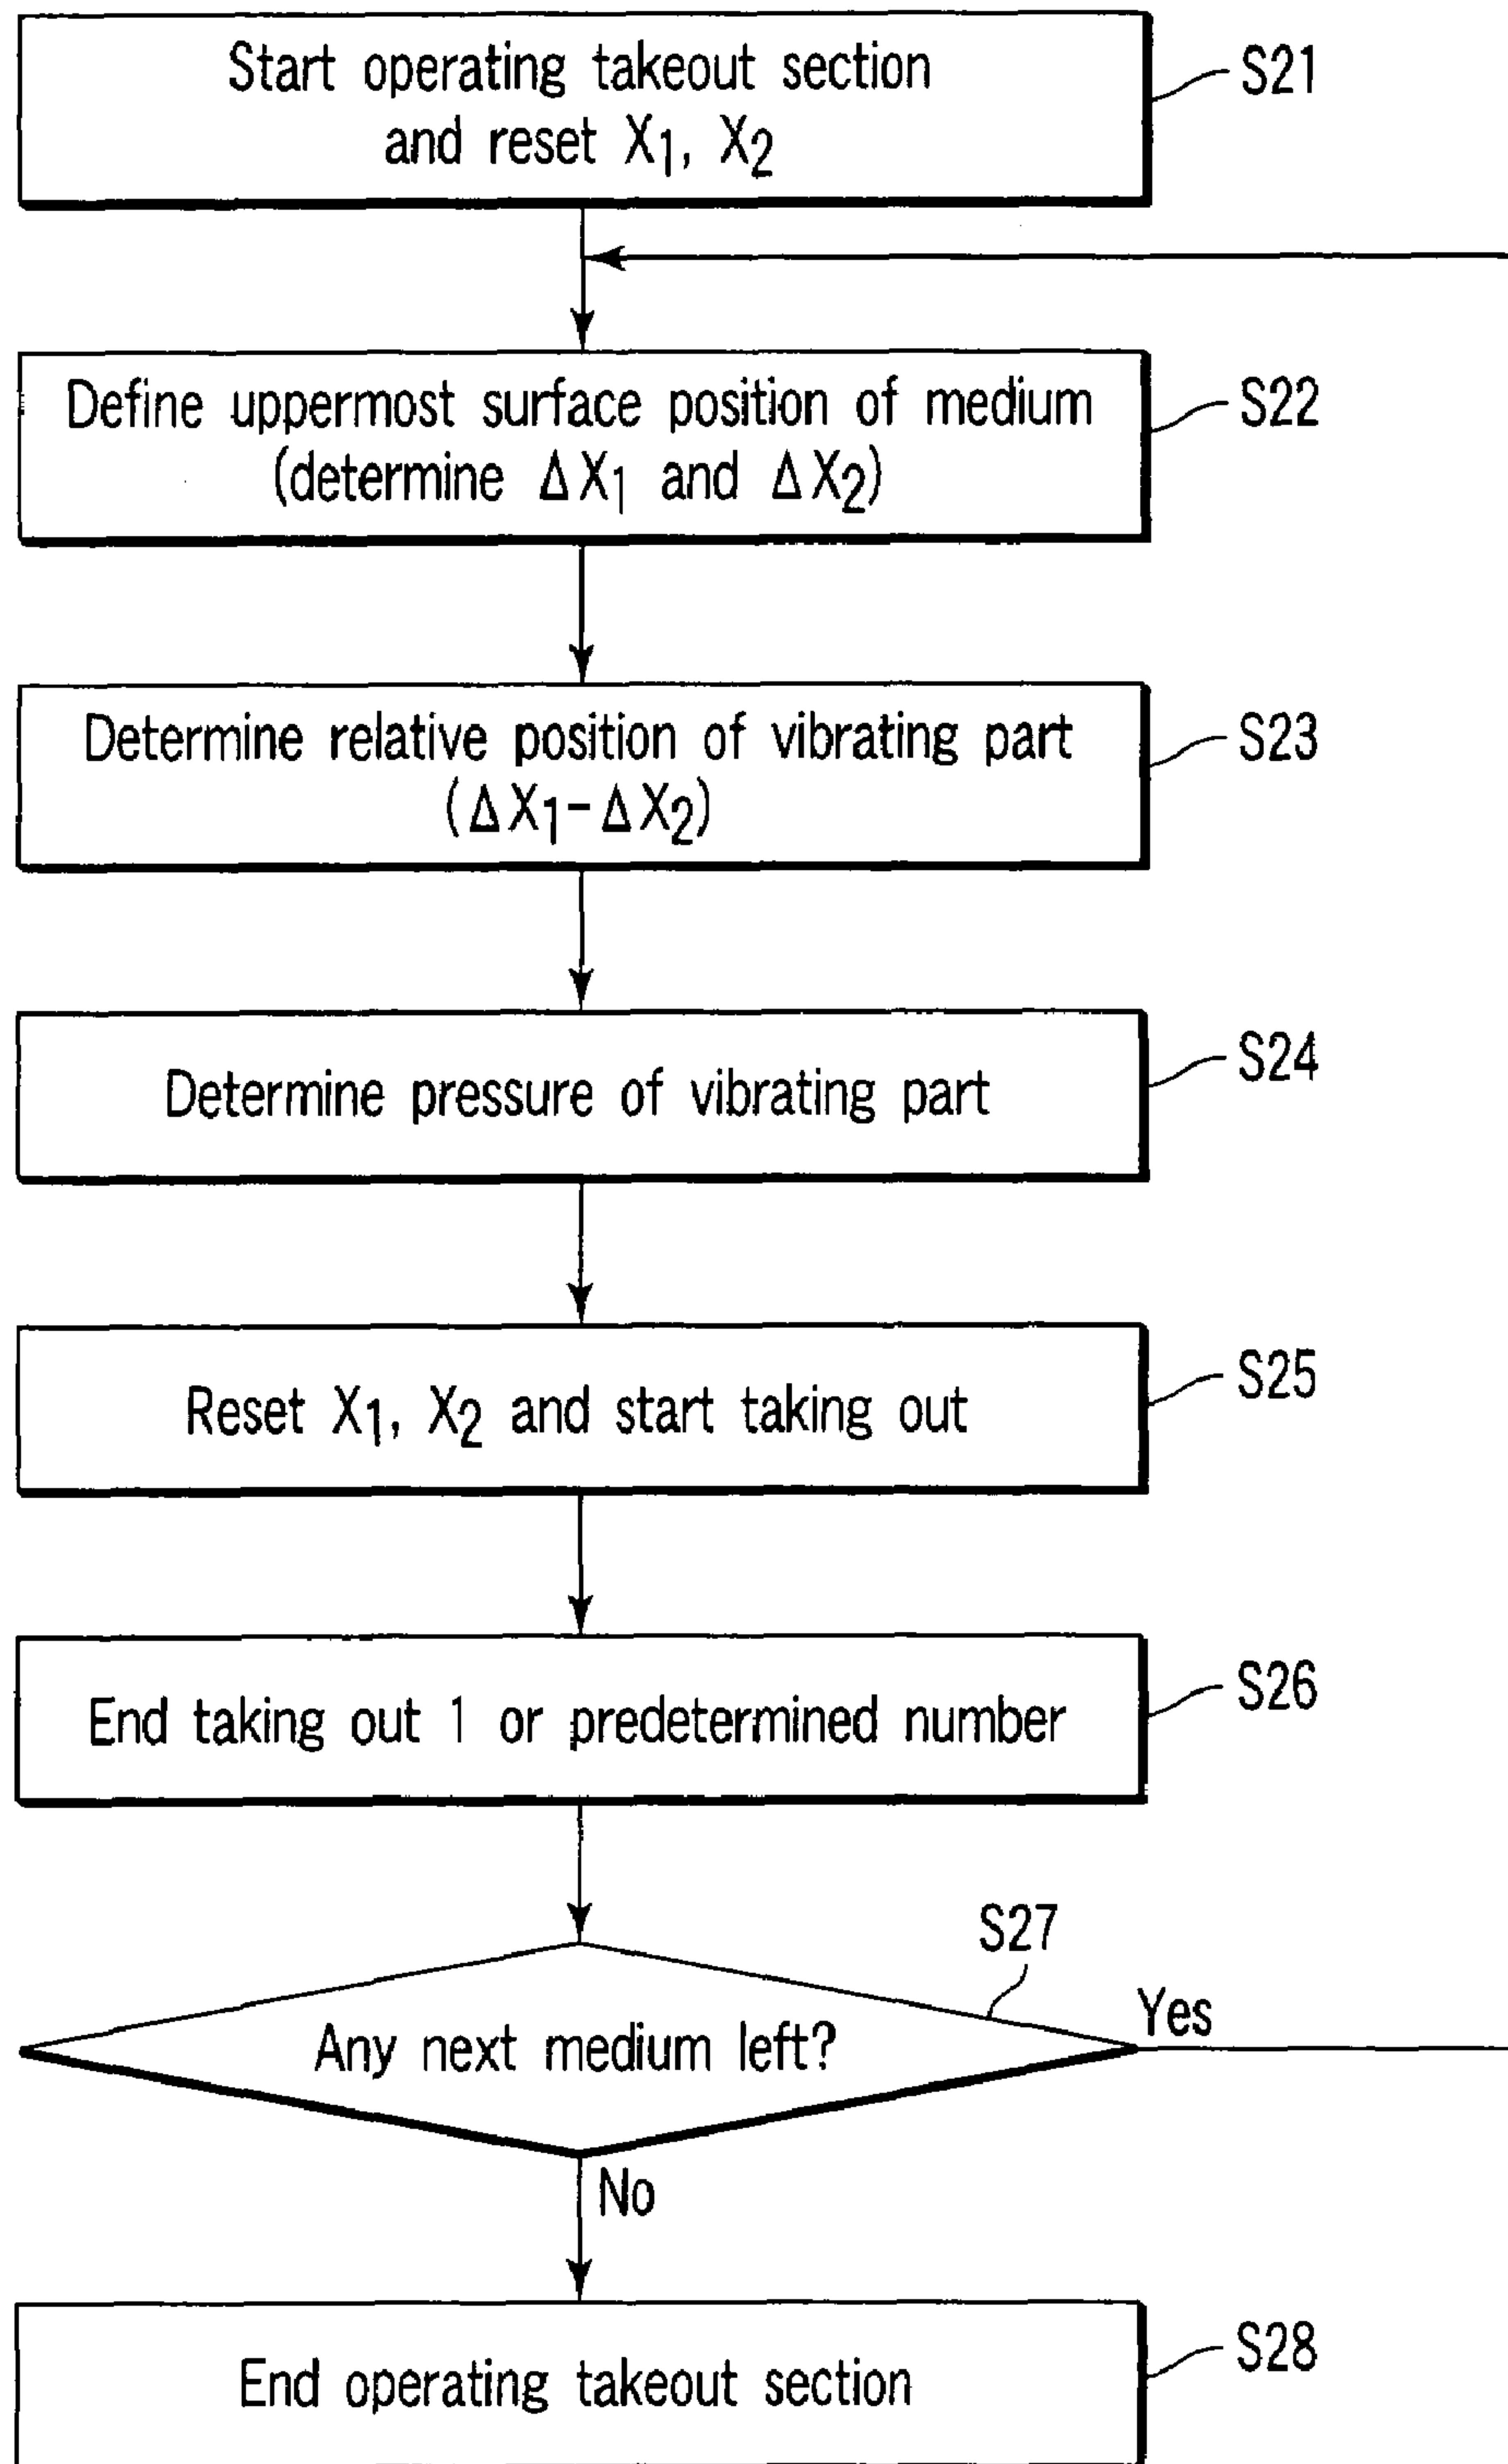 Start operating takeout section
and reset X1, X2
S21
Define uppermost surface position of medium
(determine ΔX1 and ΔX2)
S22
Determine relative position of vibrating part
(ΔX1-ΔX2)
S23
Determine pressure of vibrating part
S24
Reset X1, X2 and start taking out
S25
End taking out 1 or predetermined number
S26
S27
Any next medium left?
Yes
No
End operating takeout section
S28